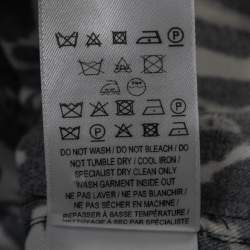 DO NOT WASH / DO NOT BLEACH / DO
NOT TUMBLE DRY / COOL IRON /
SPECIALIST DRY CLEAN ONLY
WASH GARMENT INSIDE OUT
NE PAS LAVER / NE PAS BLANCHIR /
NE PAS SÉCHER EN MACHINE /
REPASSER À BASSE TEMPÉRATURE /